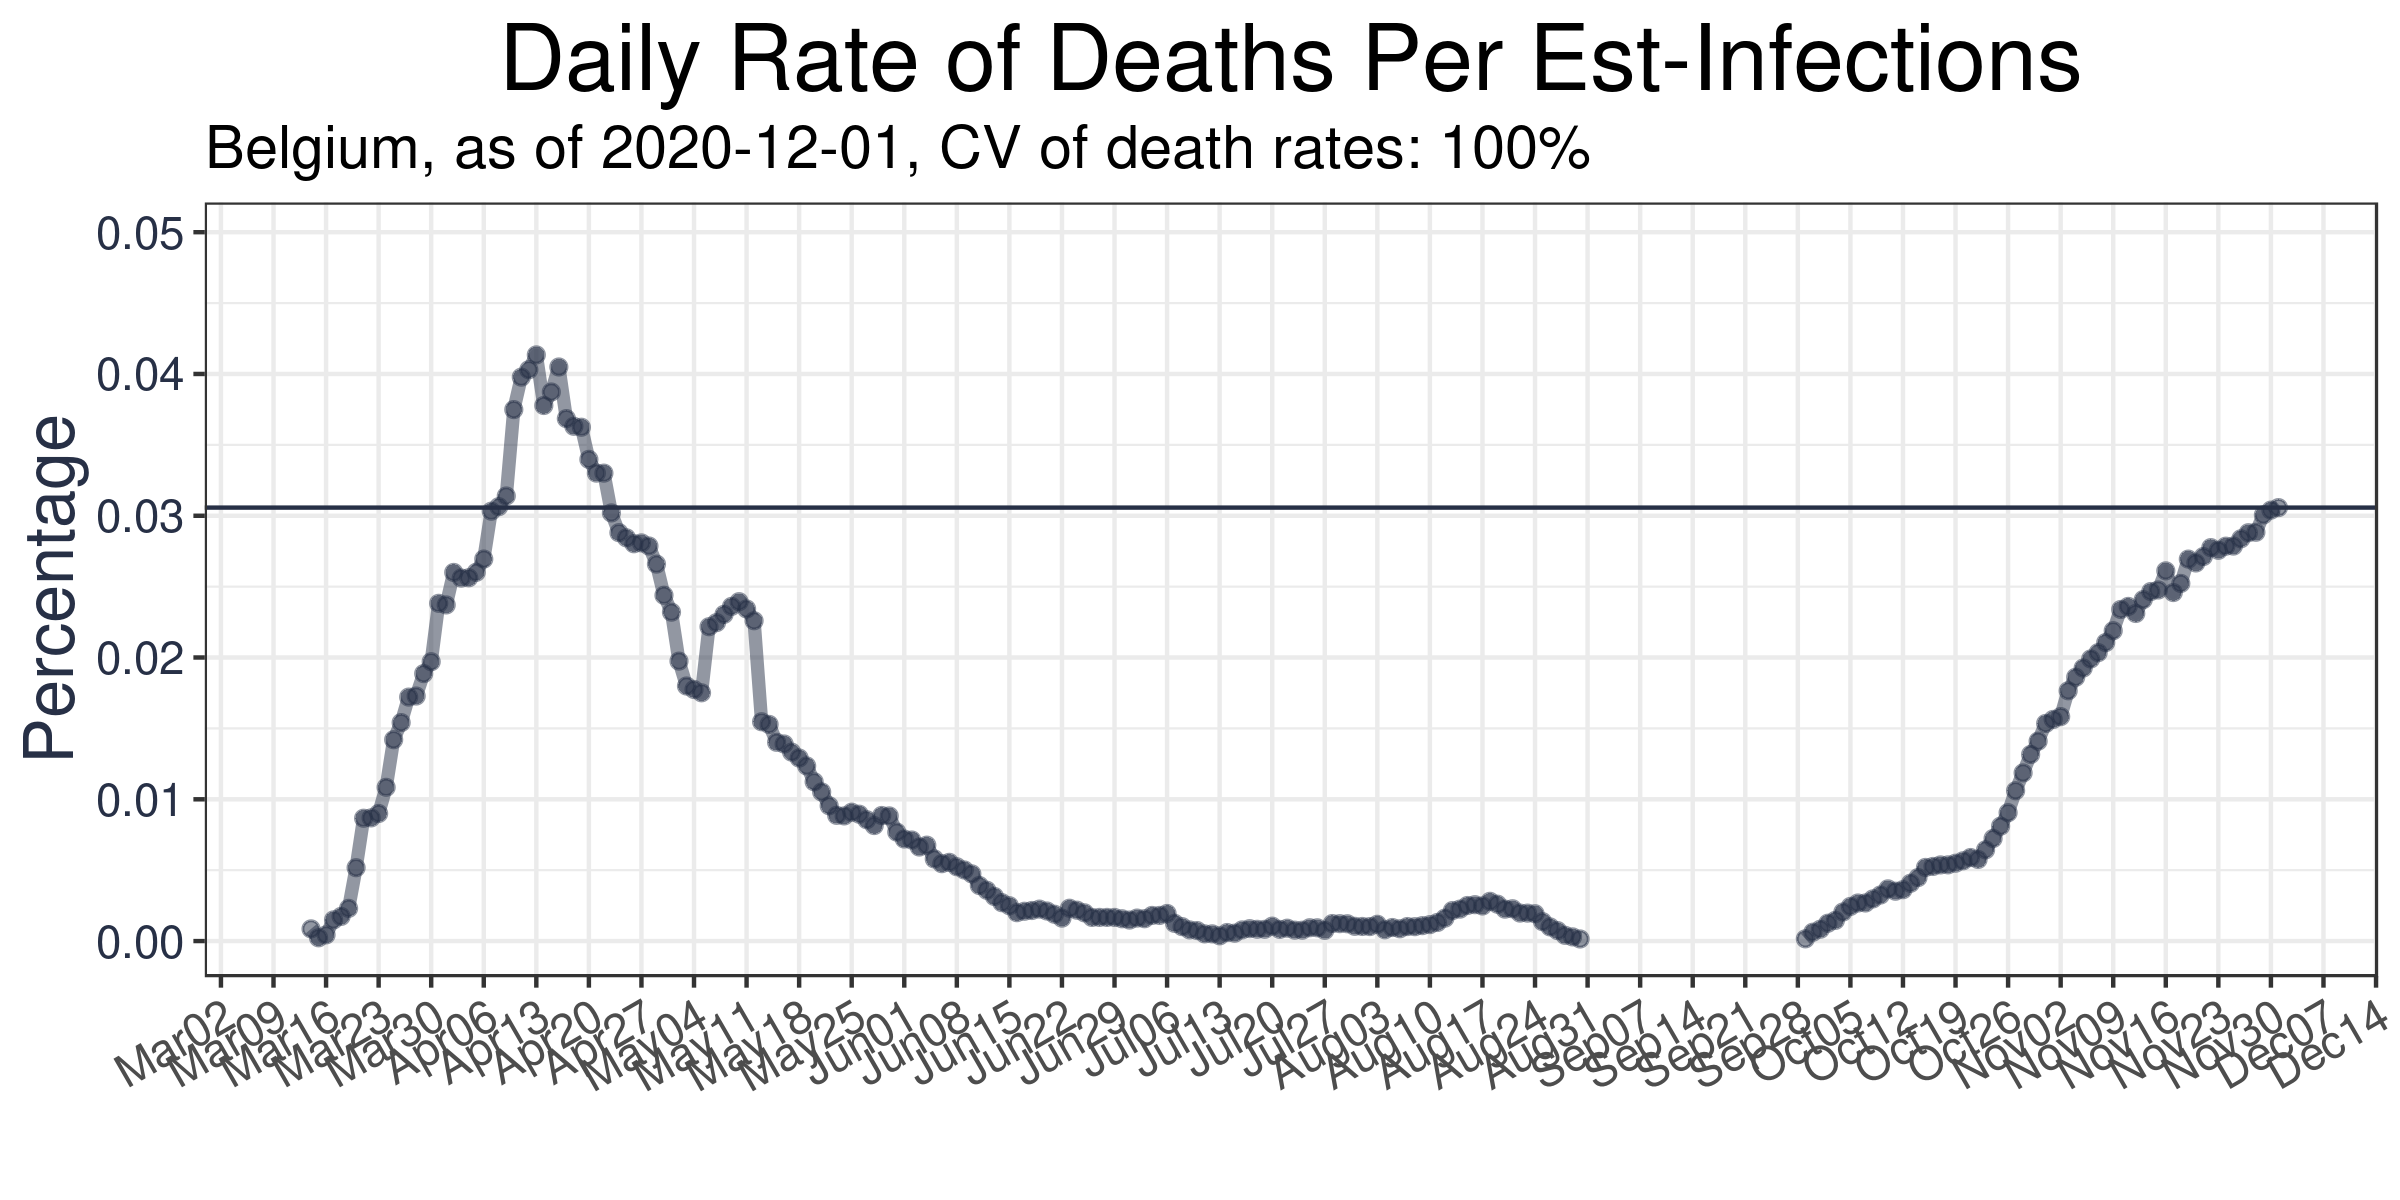 Daily Rate of Deaths Per Est-Infections
Belgium, as of 2020-12-01, CV of death rates: 100%
Percentage
0.05
0.04
0.03
0.02
0.01
0.00
Mar02
Mar09
Mar16
Mar23
Mar30
Apr06
Apr13
Apr20
Apr27
May04
May11
May18
May25
Jun01
Jun08
Jun15
Jun22
Jun29
Jul06
Jul13
Jul20
Jul27
Aug03
Aug10
Aug17
Aug24
Aug31
Sep07
Sep14
Sep21
Sep28
Oct05
Oct12
Oct19
Oct26
Nov02
Nov09
Nov16
Nov23
Nov30
Dec07
Dec14